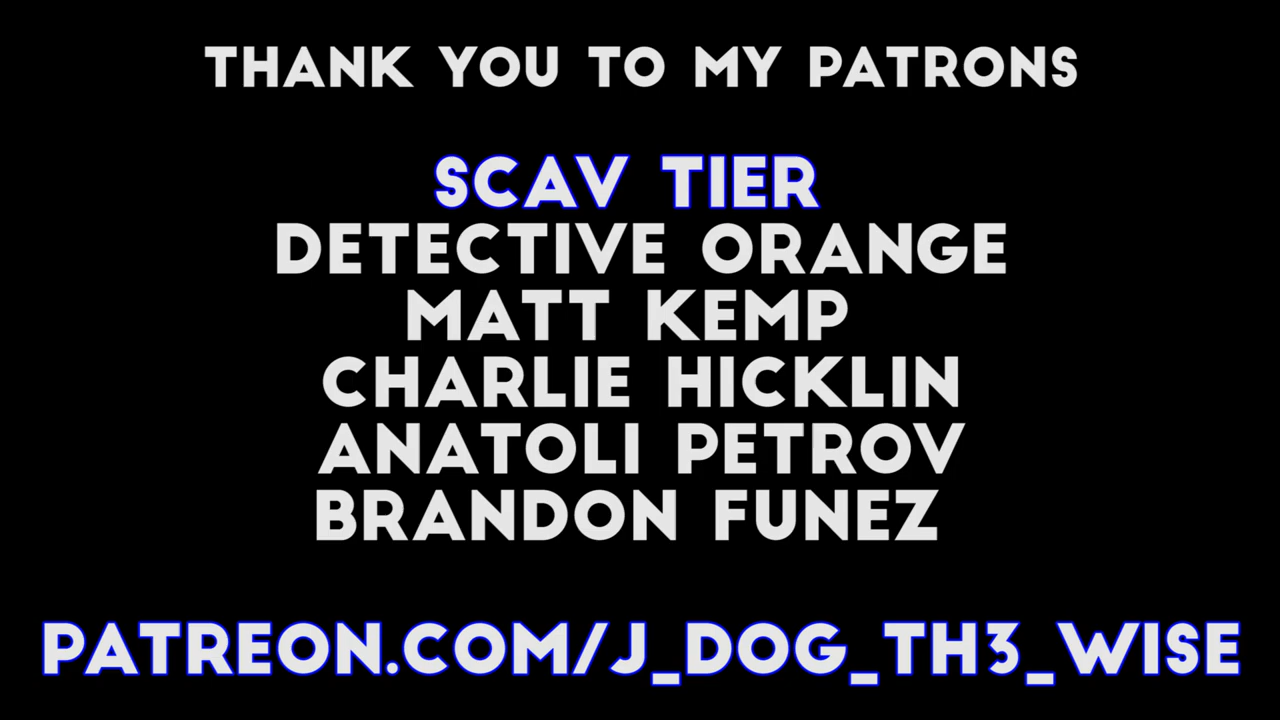 THANK YOU TO MY PATRONS
SCAV TIER
DETECTIVE ORANGE
MATT KEMP
CHARLIE HICKLIN
ANATOLI PETROV
BRANDON FUNEZ
PATREON.COM/J_DOG_TH3_WISE